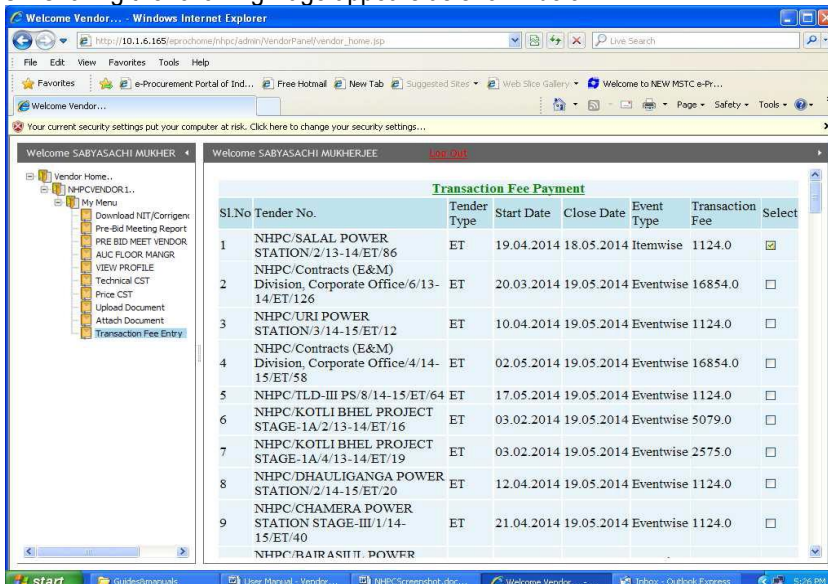 Welcome Vendor... - Windows Internet Explorer
http://10.1.6.165/eprochome/nhpc/admin/VendorPanel/vendor_home.jsp
Live Search
File Edit View Favorites Tools Help
Favorites e-Procurement Portal of Ind... Free Hotmail New Tab Suggested Sites Web Slice Gallery Welcome to NEW MSTC e-Pr...
Welcome Vendor...
Page Safety Tools
Your current security settings put your computer at risk. Click here to change your security settings...
Welcome SABYASACHI MUKHER
Vendor Home..
NHPCVENDOR1..
My Menu
Download NIT/Corrigend
Pre-Bid Meeting Report
PRE BID MEET VENDOR
AUC FLOOR MANGR
VIEW PROFILE
Technical CST
Price CST
Upload Document
Attach Document
Transaction Fee Entry
Welcome SABYASACHI MUKHERJEE Log Out
Transaction Fee Payment
Sl.No Tender No. Tender Type Start Date Close Date Event Type Transaction Fee Select
1 NHPC/SALAL POWER STATION/2/13-14/ET/86 ET 19.04.2014 18.05.2014 Itemwise 1124.0
2 NHPC/Contracts (E&M) Division, Corporate Office/6/13-14/ET/126 ET 20.03.2014 19.05.2014 Eventwise 16854.0
3 NHPC/URI POWER STATION/3/14-15/ET/12 ET 10.04.2014 19.05.2014 Eventwise 1124.0
4 NHPC/Contracts (E&M) Division, Corporate Office/4/14-15/ET/58 ET 02.05.2014 19.05.2014 Eventwise 16854.0
5 NHPC/TLD-III PS/8/14-15/ET/64 ET 17.05.2014 19.05.2014 Eventwise 1124.0
6 NHPC/KOTLI BHEL PROJECT STAGE-1A/2/13-14/ET/16 ET 03.02.2014 19.05.2014 Eventwise 5079.0
7 NHPC/KOTLI BHEL PROJECT STAGE-1A/4/13-14/ET/19 ET 03.02.2014 19.05.2014 Eventwise 2575.0
8 NHPC/DHAULIGANGA POWER STATION/2/14-15/ET/20 ET 12.04.2014 19.05.2014 Eventwise 1124.0
9 NHPC/CHAMERA POWER STATION STAGE-III/1/14-15/ET/40 ET 21.04.2014 19.05.2014 Eventwise 1124.0
NHPC/BAIRASIUL POWER
start Guides&manuals User Manual - Vendor... NHPCScreenshot.doc... Welcome Vendor... - Inbox - Outlook Express 5:26 PM